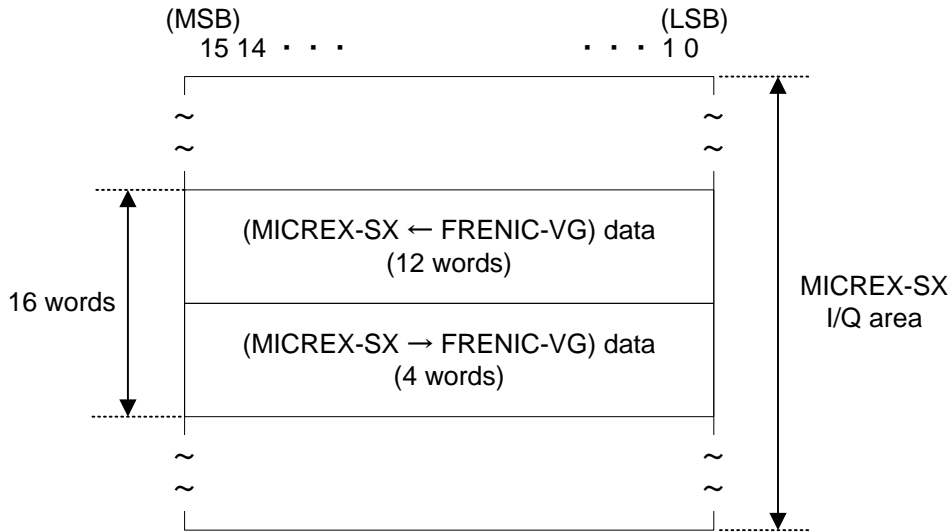 (MSB) (LSB)
15 14 ・ ・ ・ ・ ・ ・ 1 0
~ ~
~ ~
(MICREX-SX ← FRENIC-VG) data
(12 words)
16 words
MICREX-SX
I/Q area
(MICREX-SX → FRENIC-VG) data
(4 words)
~ ~
~ ~